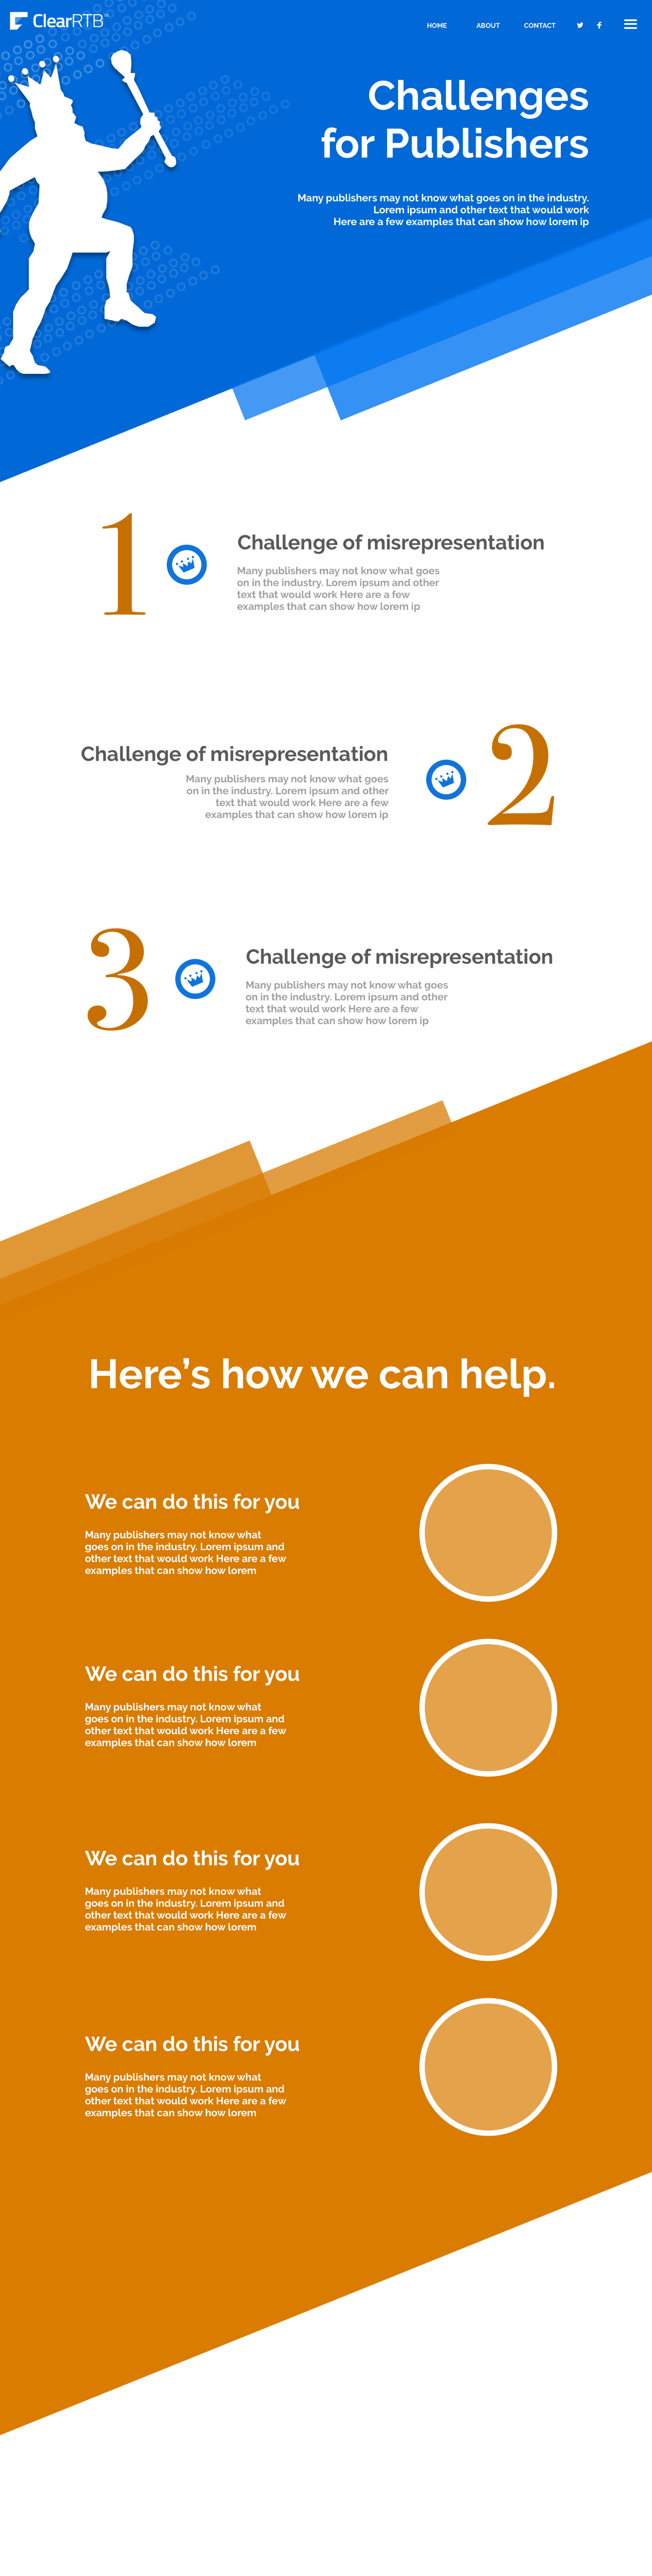 ClearRTB
HOME ABOUT CONTACT
Challenges
for Publishers
Many publishers may not know what goes on in the industry.
Lorem ipsum and other text that would work
Here are a few examples that can show how lorem ip
1
Challenge of misrepresentation
Many publishers may not know what goes
on in the industry. Lorem ipsum and other
text that would work Here are a few
examples that can show how lorem ip
Challenge of misrepresentation
Many publishers may not know what goes
on in the industry. Lorem ipsum and other
text that would work Here are a few
examples that can show how lorem ip
2
3
Challenge of misrepresentation
Many publishers may not know what goes
on in the industry. Lorem ipsum and other
text that would work Here are a few
examples that can show how lorem ip
Here’s how we can help.
We can do this for you
Many publishers may not know what
goes on in the industry. Lorem ipsum and
other text that would work Here are a few
examples that can show how lorem
We can do this for you
Many publishers may not know what
goes on in the industry. Lorem ipsum and
other text that would work Here are a few
examples that can show how lorem
We can do this for you
Many publishers may not know what
goes on in the industry. Lorem ipsum and
other text that would work Here are a few
examples that can show how lorem
We can do this for you
Many publishers may not know what
goes on in the industry. Lorem ipsum and
other text that would work Here are a few
examples that can show how lorem